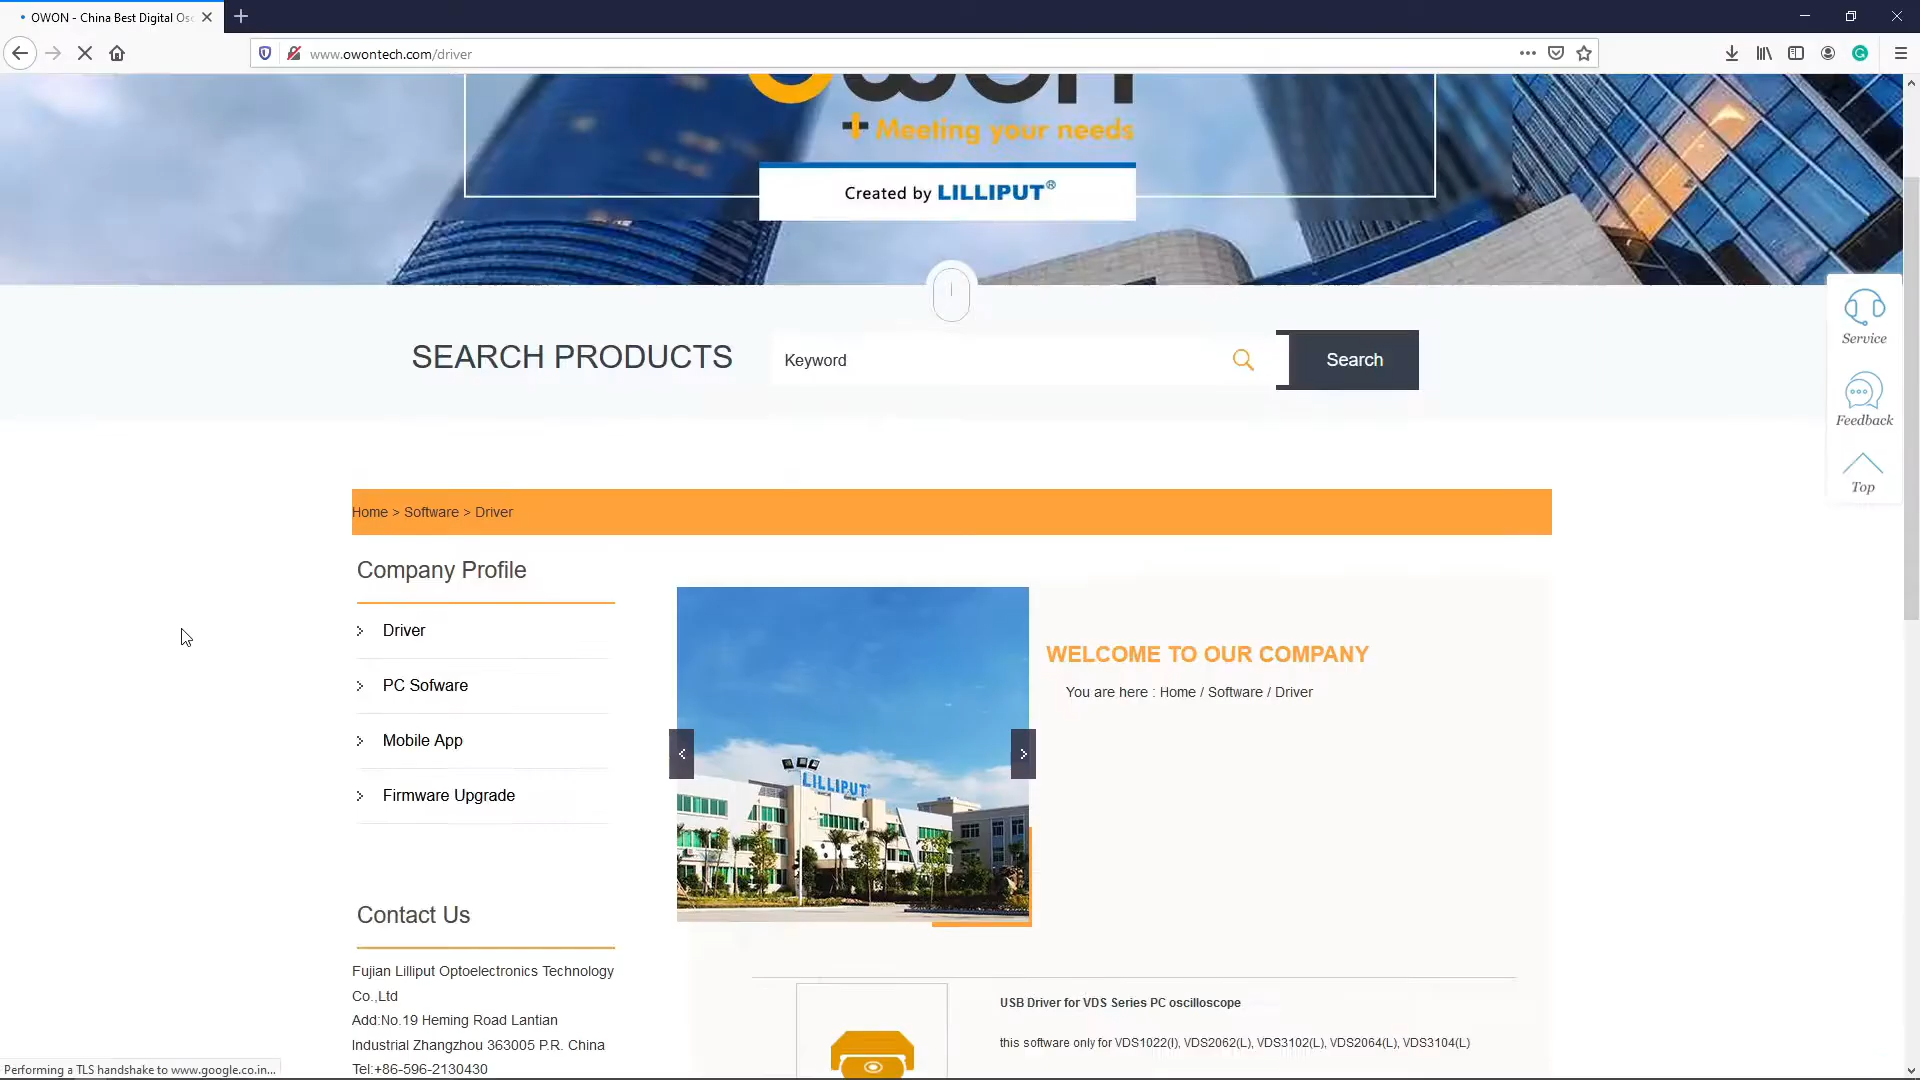 OWON - China Best Digital Os
www.owontech.com/driver
owon
+ Meeting your needs
Created by LILLIPUT®
SEARCH PRODUCTS
Keyword
Search
Service
Feedback
Top
Home > Software > Driver
Company Profile
Driver
PC Sofware
Mobile App
Firmware Upgrade
LILLIPUT
WELCOME TO OUR COMPANY
You are here : Home / Software / Driver
Contact Us
Fujian Lilliput Optoelectronics Technology
Co.,Ltd
Add:No.19 Heming Road Lantian
Industrial Zhangzhou 363005 P.R. China
Tel:+86-596-2130430
USB Driver for VDS Series PC oscilloscope
this software only for VDS1022(I), VDS2062(L), VDS3102(L), VDS2064(L), VDS3104(L)
Performing a TLS handshake to www.google.co.in...